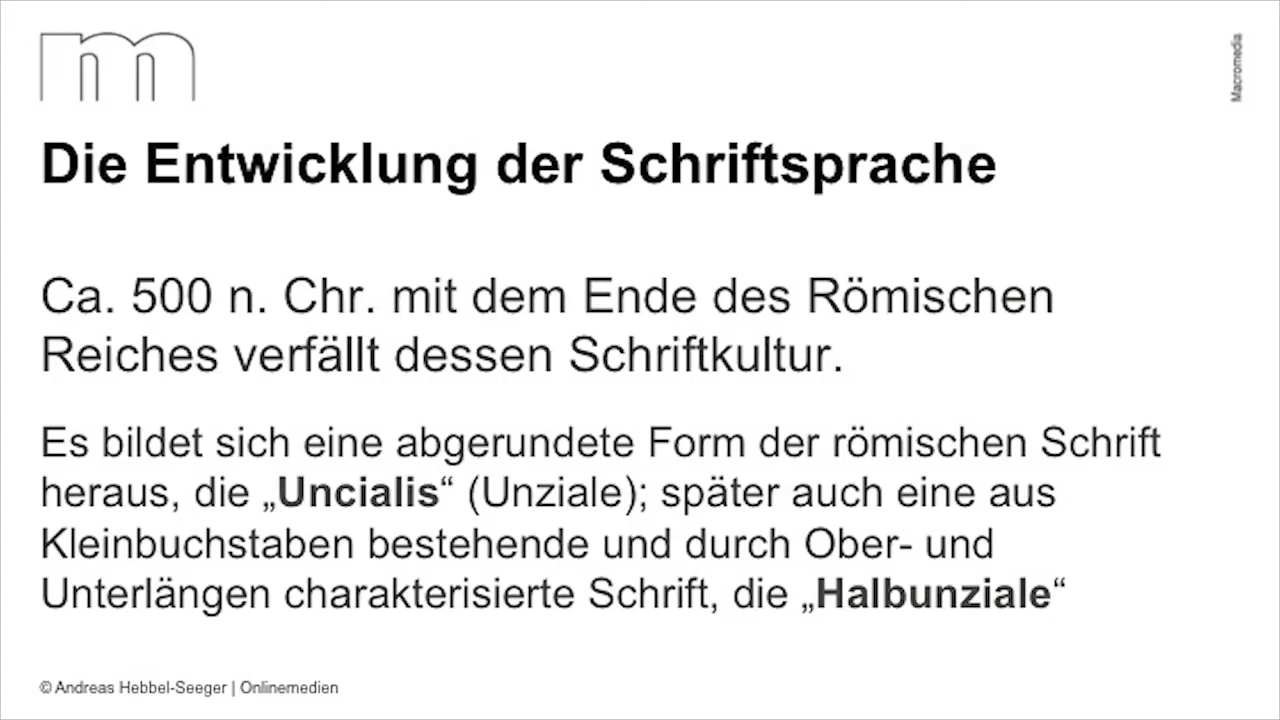 m
Macromedia
Die Entwicklung der Schriftsprache
Ca. 500 n. Chr. mit dem Ende des Römischen
Reiches verfällt dessen Schriftkultur.
Es bildet sich eine abgerundete Form der römischen Schrift
heraus, die „Uncialis“ (Unziale); später auch eine aus
Kleinbuchstaben bestehende und durch Ober- und
Unterlängen charakterisierte Schrift, die „Halbunziale“
© Andreas Hebbel-Seeger | Onlinemedien